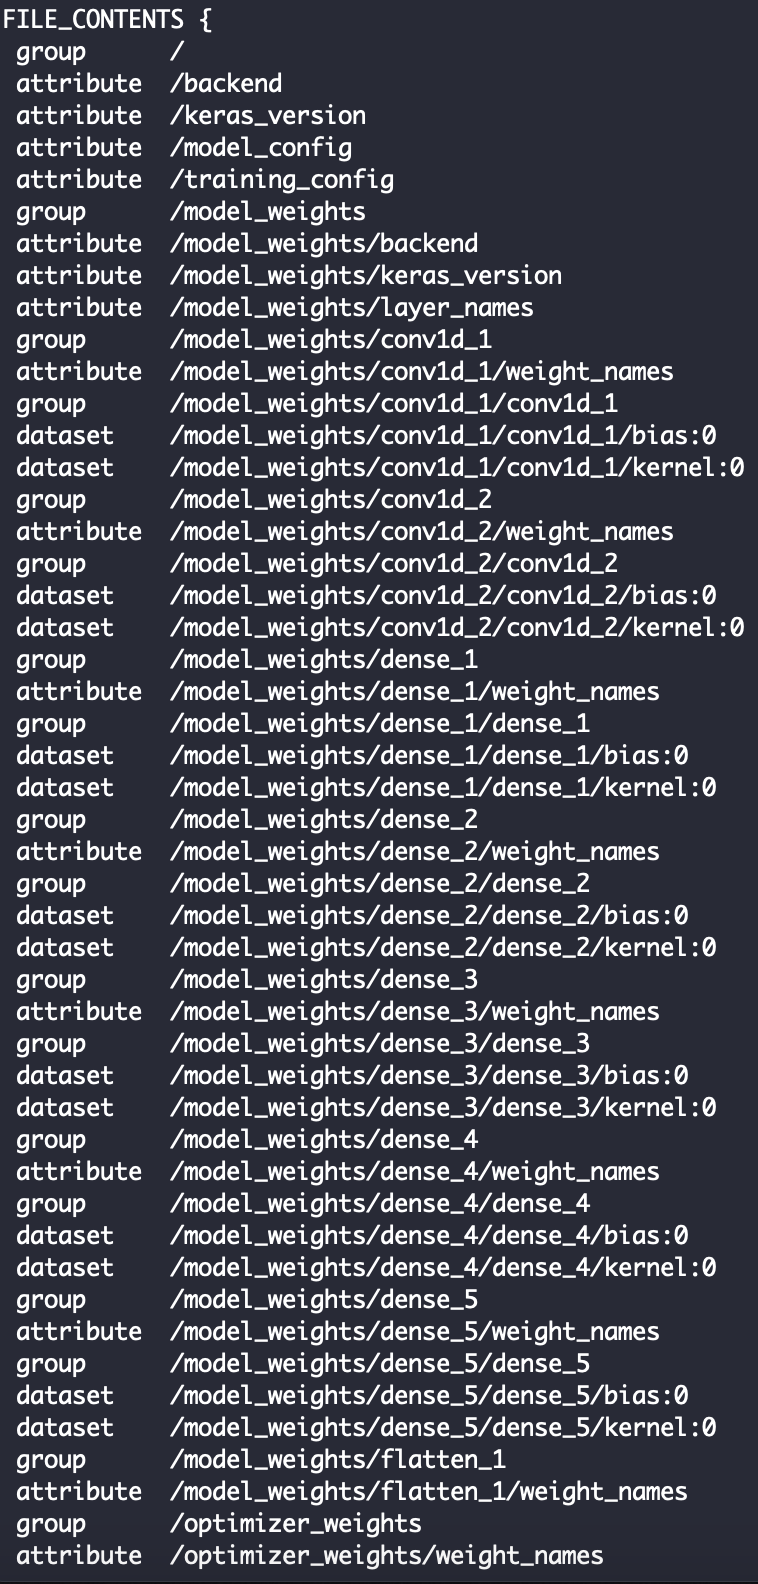 FILE_CONTENTS {
 group      /
 attribute  /backend
 attribute  /keras_version
 attribute  /model_config
 attribute  /training_config
 group      /model_weights
 attribute  /model_weights/backend
 attribute  /model_weights/keras_version
 attribute  /model_weights/layer_names
 group      /model_weights/conv1d_1
 attribute  /model_weights/conv1d_1/weight_names
 group      /model_weights/conv1d_1/conv1d_1
 dataset    /model_weights/conv1d_1/conv1d_1/bias:0
 dataset    /model_weights/conv1d_1/conv1d_1/kernel:0
 group      /model_weights/conv1d_2
 attribute  /model_weights/conv1d_2/weight_names
 group      /model_weights/conv1d_2/conv1d_2
 dataset    /model_weights/conv1d_2/conv1d_2/bias:0
 dataset    /model_weights/conv1d_2/conv1d_2/kernel:0
 group      /model_weights/dense_1
 attribute  /model_weights/dense_1/weight_names
 group      /model_weights/dense_1/dense_1
 dataset    /model_weights/dense_1/dense_1/bias:0
 dataset    /model_weights/dense_1/dense_1/kernel:0
 group      /model_weights/dense_2
 attribute  /model_weights/dense_2/weight_names
 group      /model_weights/dense_2/dense_2
 dataset    /model_weights/dense_2/dense_2/bias:0
 dataset    /model_weights/dense_2/dense_2/kernel:0
 group      /model_weights/dense_3
 attribute  /model_weights/dense_3/weight_names
 group      /model_weights/dense_3/dense_3
 dataset    /model_weights/dense_3/dense_3/bias:0
 dataset    /model_weights/dense_3/dense_3/kernel:0
 group      /model_weights/dense_4
 attribute  /model_weights/dense_4/weight_names
 group      /model_weights/dense_4/dense_4
 dataset    /model_weights/dense_4/dense_4/bias:0
 dataset    /model_weights/dense_4/dense_4/kernel:0
 group      /model_weights/dense_5
 attribute  /model_weights/dense_5/weight_names
 group      /model_weights/dense_5/dense_5
 dataset    /model_weights/dense_5/dense_5/bias:0
 dataset    /model_weights/dense_5/dense_5/kernel:0
 group      /model_weights/flatten_1
 attribute  /model_weights/flatten_1/weight_names
 group      /optimizer_weights
 attribute  /optimizer_weights/weight_names